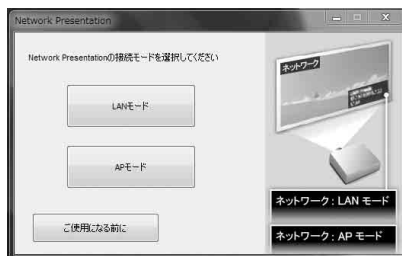 Network Presentation
Network Presentationの接続モードを選択してください
LANモード
APモード
ご使用になる前に
ネットワーク
ネットワーク : LAN モード
ネットワーク : AP モード